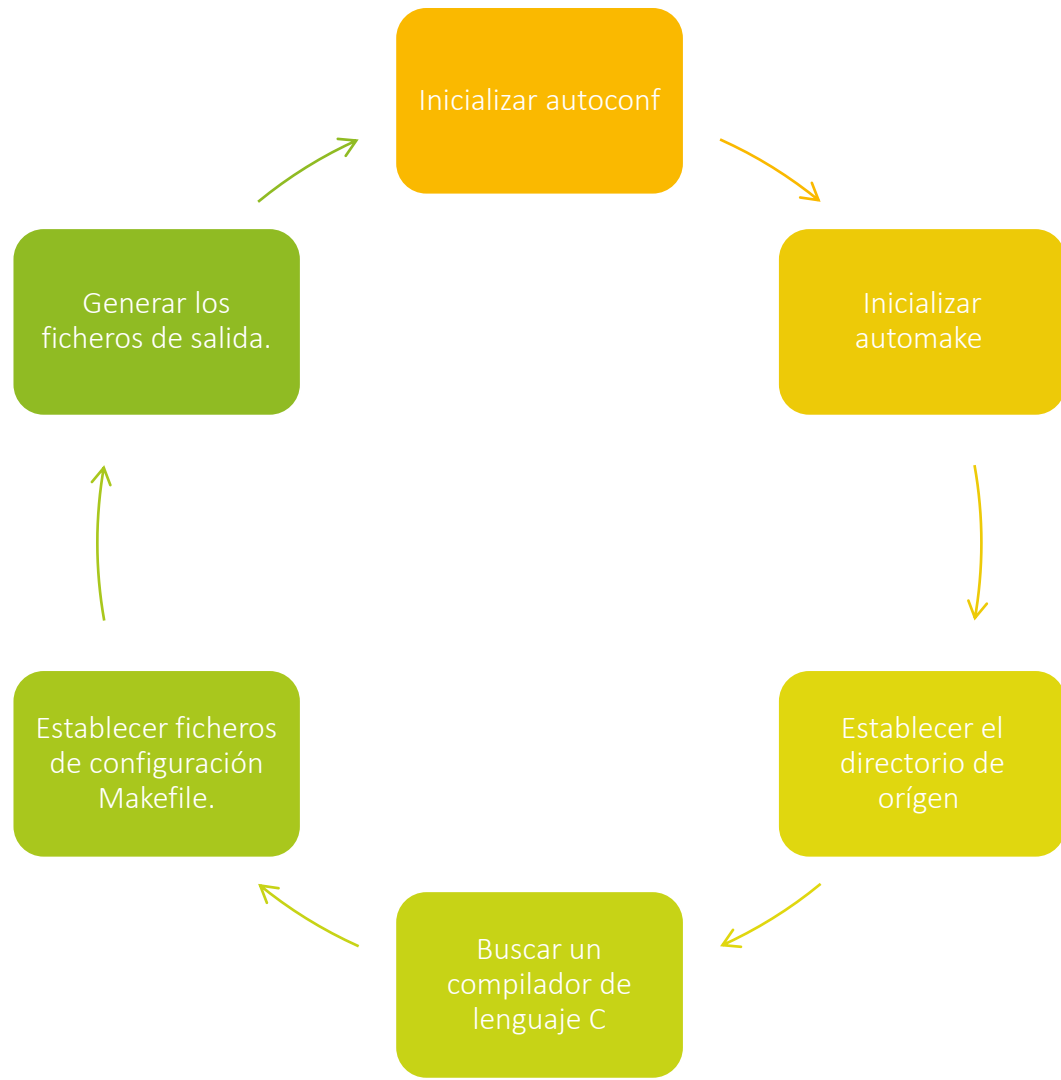 Inicializar autoconf
Inicializar
automake
Establecer el
directorio de
orígen
Buscar un
compilador de
lenguaje C
Establecer ficheros
de configuración
Makefile.
Generar los
ficheros de salida.